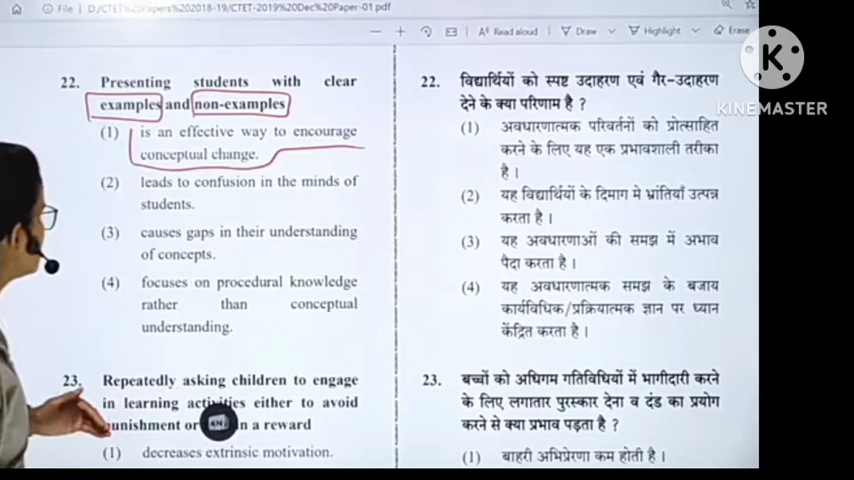 File | D:/CTET%20Papers%202018-19/CTET-2019%20Dec%20Paper-01.pdf
Read aloud Draw Highlight Erase
K
KINEMASTER
22. Presenting students with clear
examples and non-examples
(1) is an effective way to encourage
conceptual change.
(2) leads to confusion in the minds of
students.
(3) causes gaps in their understanding
of concepts.
(4) focuses on procedural knowledge
rather than conceptual
understanding.
23. Repeatedly asking children to engage
in learning activities either to avoid
punishment or in a reward
(1) decreases extrinsic motivation.
22. विद्यार्थियों को स्पष्ट उदाहरण एवं गैर-उदाहरण
देने के क्या परिणाम है ?
(1) अवधारणात्मक परिवर्तनों को प्रोत्साहित
करने के लिए यह एक प्रभावशाली तरीका
है।
(2) यह विद्यार्थियों के दिमाग मे भ्रांतियाँ उत्पन्न
करता है।
(3) यह अवधारणाओं की समझ में अभाव
पैदा करता है।
(4) यह अवधारणात्मक समझ के बजाय
कार्यविधिक/प्रक्रियात्मक ज्ञान पर ध्यान
केंद्रित करता है।
23. बच्चों को अधिगम गतिविधियों में भागीदारी करने
के लिए लगातार पुरस्कार देना व दंड का प्रयोग
करने से क्या प्रभाव पड़ता है ?
(1) बाहरी अभिप्रेरणा कम होती है।